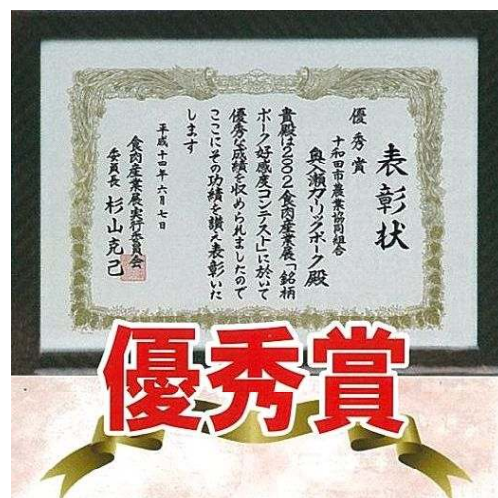 表彰状
優秀賞
十和田市農業協同組合
奥入瀬ガーリックポーク殿
貴殿は2002食肉産業展「銘柄
ポーク好感度コンテスト」に於いて
優秀な成績を収められましたので
ここにその功績を讃え表彰いた
します
平成十四年六月七日
食肉産業展実行委員会
委員長 杉山克己
優秀賞